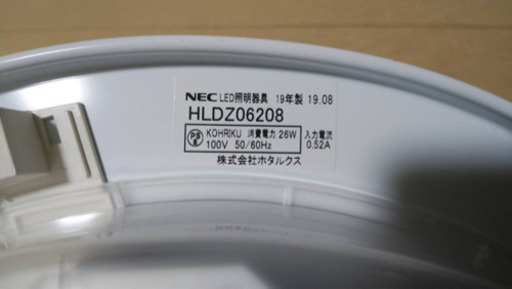 NEC LED照明器具 19年製 19.08
HLDZ06208
PS E KOHRIKU 消費電力 26W 入力電流
100V 50/60Hz 0.52A
株式会社ホタルクス